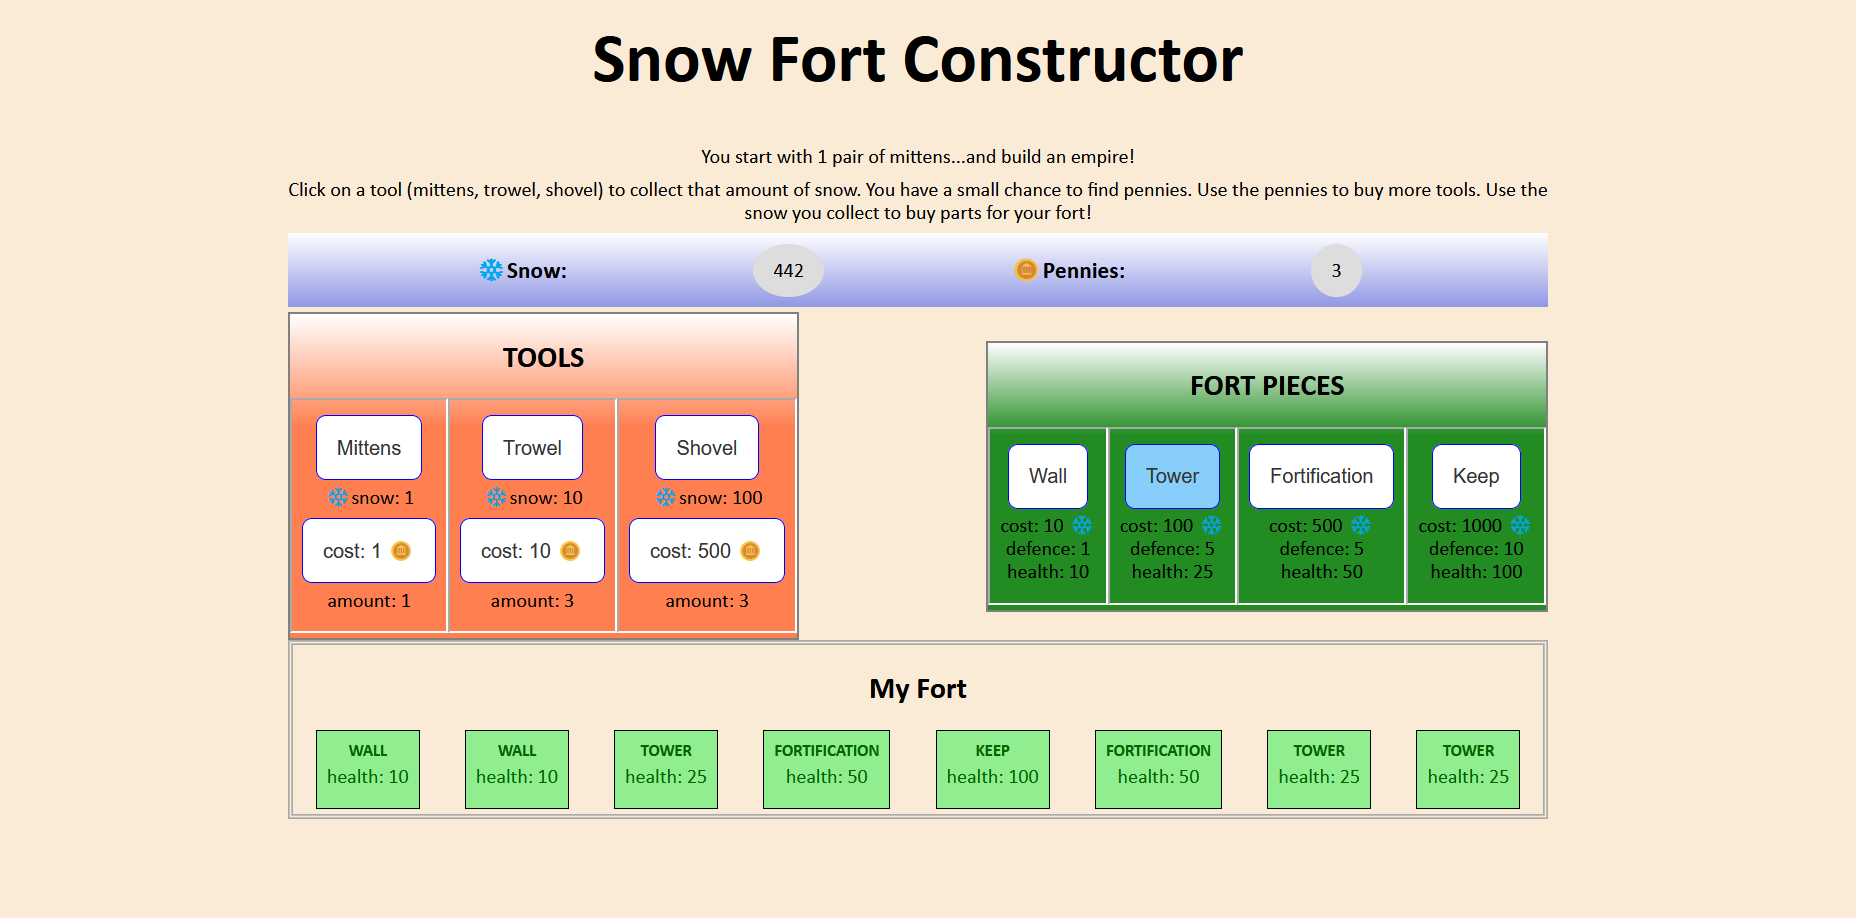 Snow Fort Constructor
You start with 1 pair of mittens...and build an empire!
Click on a tool (mittens, trowel, shovel) to collect that amount of snow. You have a small chance to find pennies. Use the pennies to buy more tools. Use the
snow you collect to buy parts for your fort!
Snow: 442 Pennies: 3
TOOLS
Mittens Trowel Shovel
snow: 1 snow: 10 snow: 100
cost: 1 cost: 10 cost: 500
amount: 1 amount: 3 amount: 3
FORT PIECES
Wall Tower Fortification Keep
cost: 10 cost: 100 cost: 500 cost: 1000
defence: 1 defence: 5 defence: 5 defence: 10
health: 10 health: 25 health: 50 health: 100
My Fort
WALL WALL TOWER FORTIFICATION KEEP FORTIFICATION TOWER TOWER
health: 10 health: 10 health: 25 health: 50 health: 100 health: 50 health: 25 health: 25